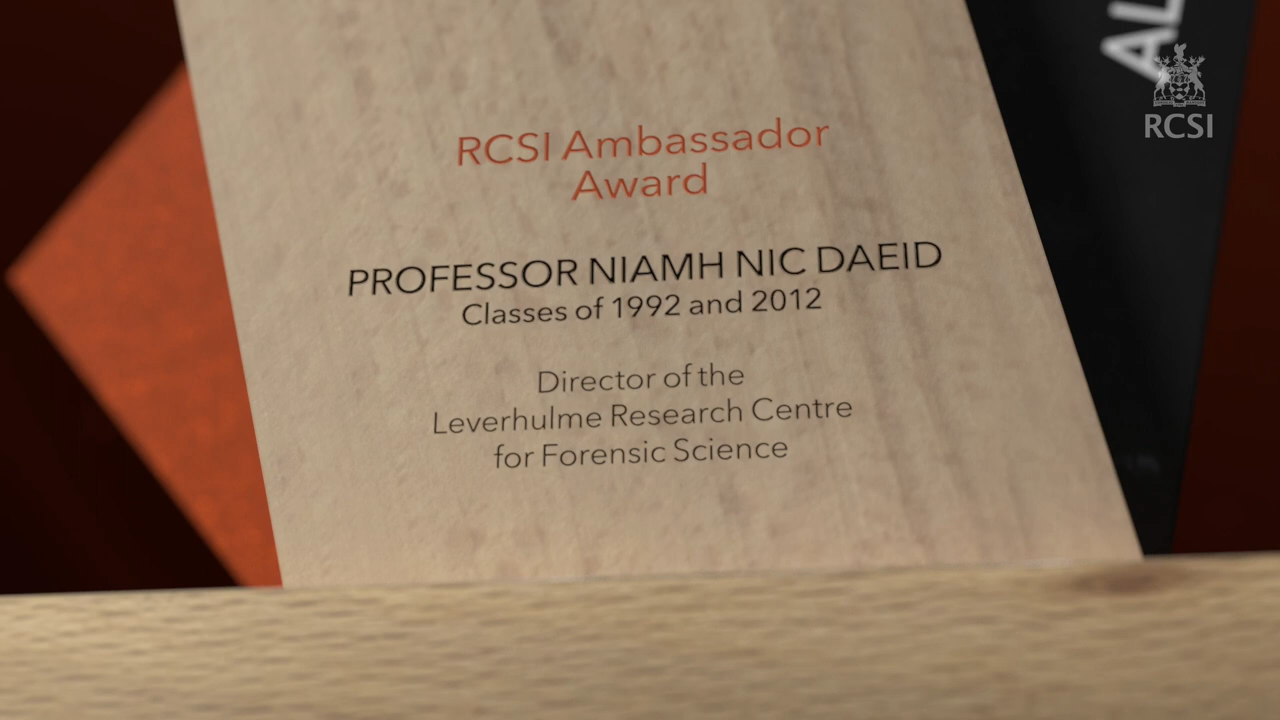 RCSI Ambassador
Award
PROFESSOR NIAMH NIC DAEID
Classes of 1992 and 2012
Director of the
Leverhulme Research Centre
for Forensic Science
AL
RCSI